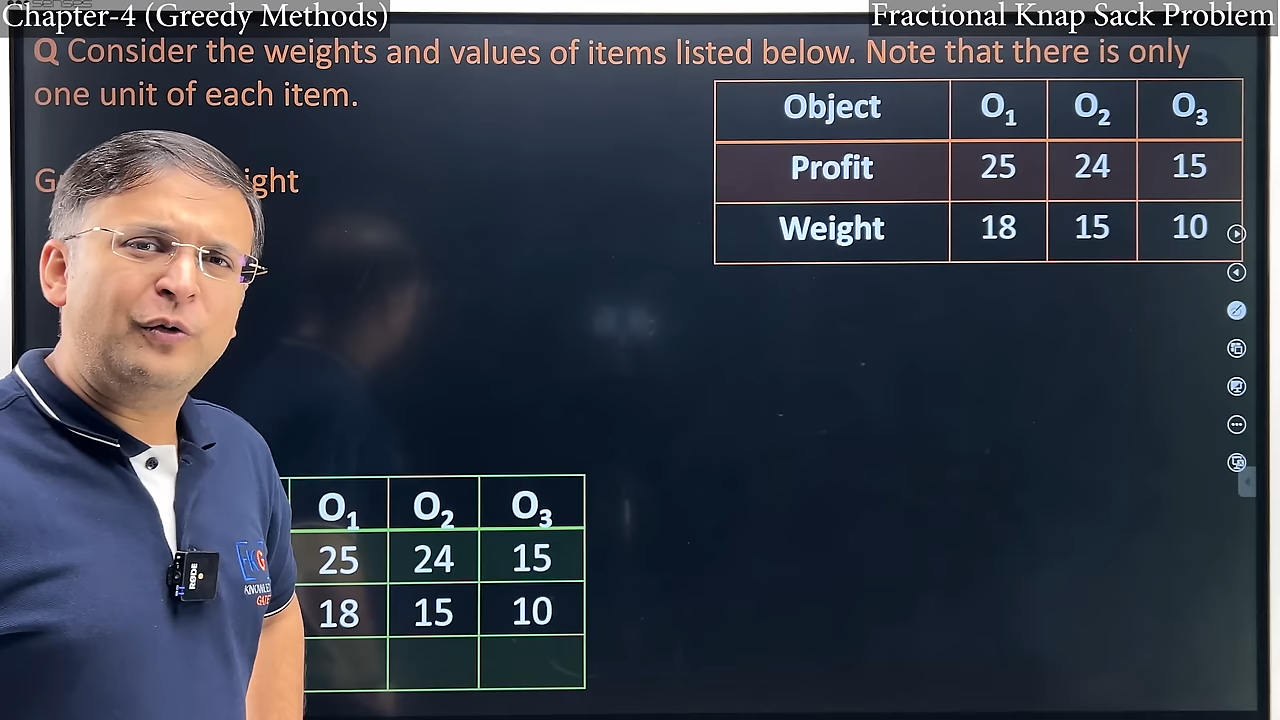 Chapter-4 (Greedy Methods)
Fractional Knap Sack Problem
Q Consider the weights and values of items listed below. Note that there is only
one unit of each item.
Object O1 O2 O3
Profit 25 24 15
Weight 18 15 10
O1 O2 O3
25 24 15
18 15 10
RØDE